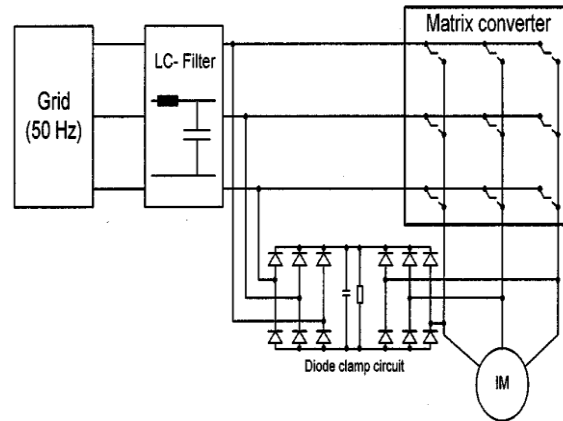 Matrix converter
LC- Filter
Grid
(50 Hz)
Diode clamp circuit
IM